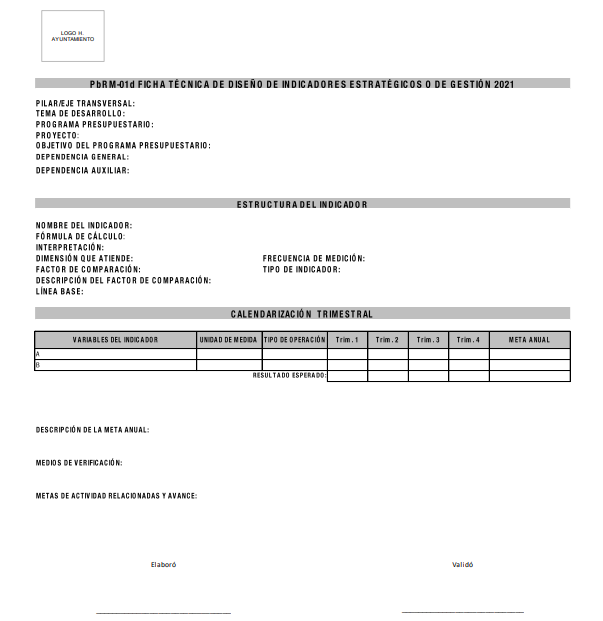 LOGO H.
AYUNTAMIENTO
PbRM-01d FICHA TÉCNICA DE DISEÑO DE INDICADORES ESTRATÉGICOS O DE GESTIÓN 2021
PILAR/EJE TRANSVERSAL:
TEMA DE DESARROLLO:
PROGRAMA PRESUPUESTARIO:
PROYECTO:
OBJETIVO DEL PROGRAMA PRESUPUESTARIO:
DEPENDENCIA GENERAL:
DEPENDENCIA AUXILIAR:
ESTRUCTURA DEL INDICADOR
NOMBRE DEL INDICADOR:
FÓRMULA DE CÁLCULO:
INTERPRETACIÓN:
DIMENSIÓN QUE ATIENDE: FRECUENCIA DE MEDICIÓN:
FACTOR DE COMPARACIÓN: TIPO DE INDICADOR:
DESCRIPCIÓN DEL FACTOR DE COMPARACIÓN:
LÍNEA BASE:
CALENDARIZACIÓN TRIMESTRAL
VARIABLES DEL INDICADOR UNIDAD DE MEDIDA TIPO DE OPERACIÓN Trim. 1 Trim. 2 Trim. 3 Trim. 4 META ANUAL
A
B
RESULTADO ESPERADO:
DESCRIPCIÓN DE LA META ANUAL:
MEDIOS DE VERIFICACIÓN:
METAS DE ACTIVIDAD RELACIONADAS Y AVANCE:
Elaboró Validó